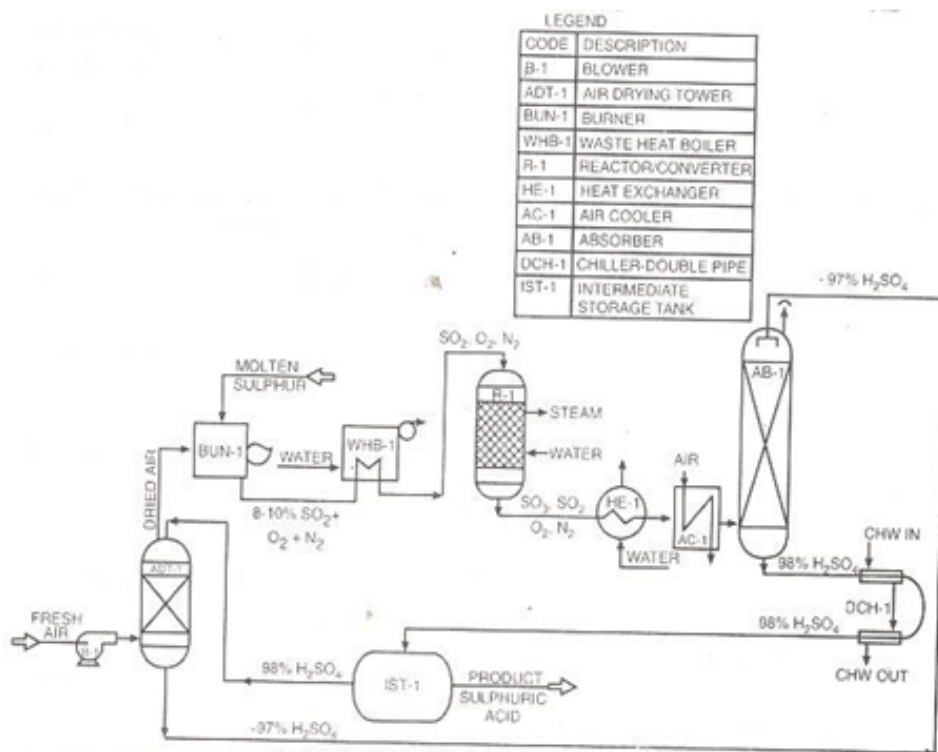 LEGEND
CODE DESCRIPTION
B-1 BLOWER
ADT-1 AIR DRYING TOWER
BUN-1 BURNER
WHB-1 WASTE HEAT BOILER
R-1 REACTOR/CONVERTER
HE-1 HEAT EXCHANGER
AC-1 AIR COOLER
AB-1 ABSORBER
DCH-1 CHILLER-DOUBLE PIPE
IST-1 INTERMEDIATE
STORAGE TANK
~97% H₂SO₄
SO₂, O₂, N₂
MOLTEN
SULPHUR
R-1
AB-1
STEAM
BUN-1
WATER
WHB-1
WATER
AIR
DRIED AIR
8-10% SO₂+
O₂ + N₂
SO₃, SO₂
O₂, N₂
HE-1
AC-1
WATER
CHW IN
98% H₂SO₄
ADT-1
DCH-1
FRESH
AIR
B-1
98% H₂SO₄
98% H₂SO₄
IST-1
PRODUCT
SULPHURIC
ACID
CHW OUT
~97% H₂SO₄